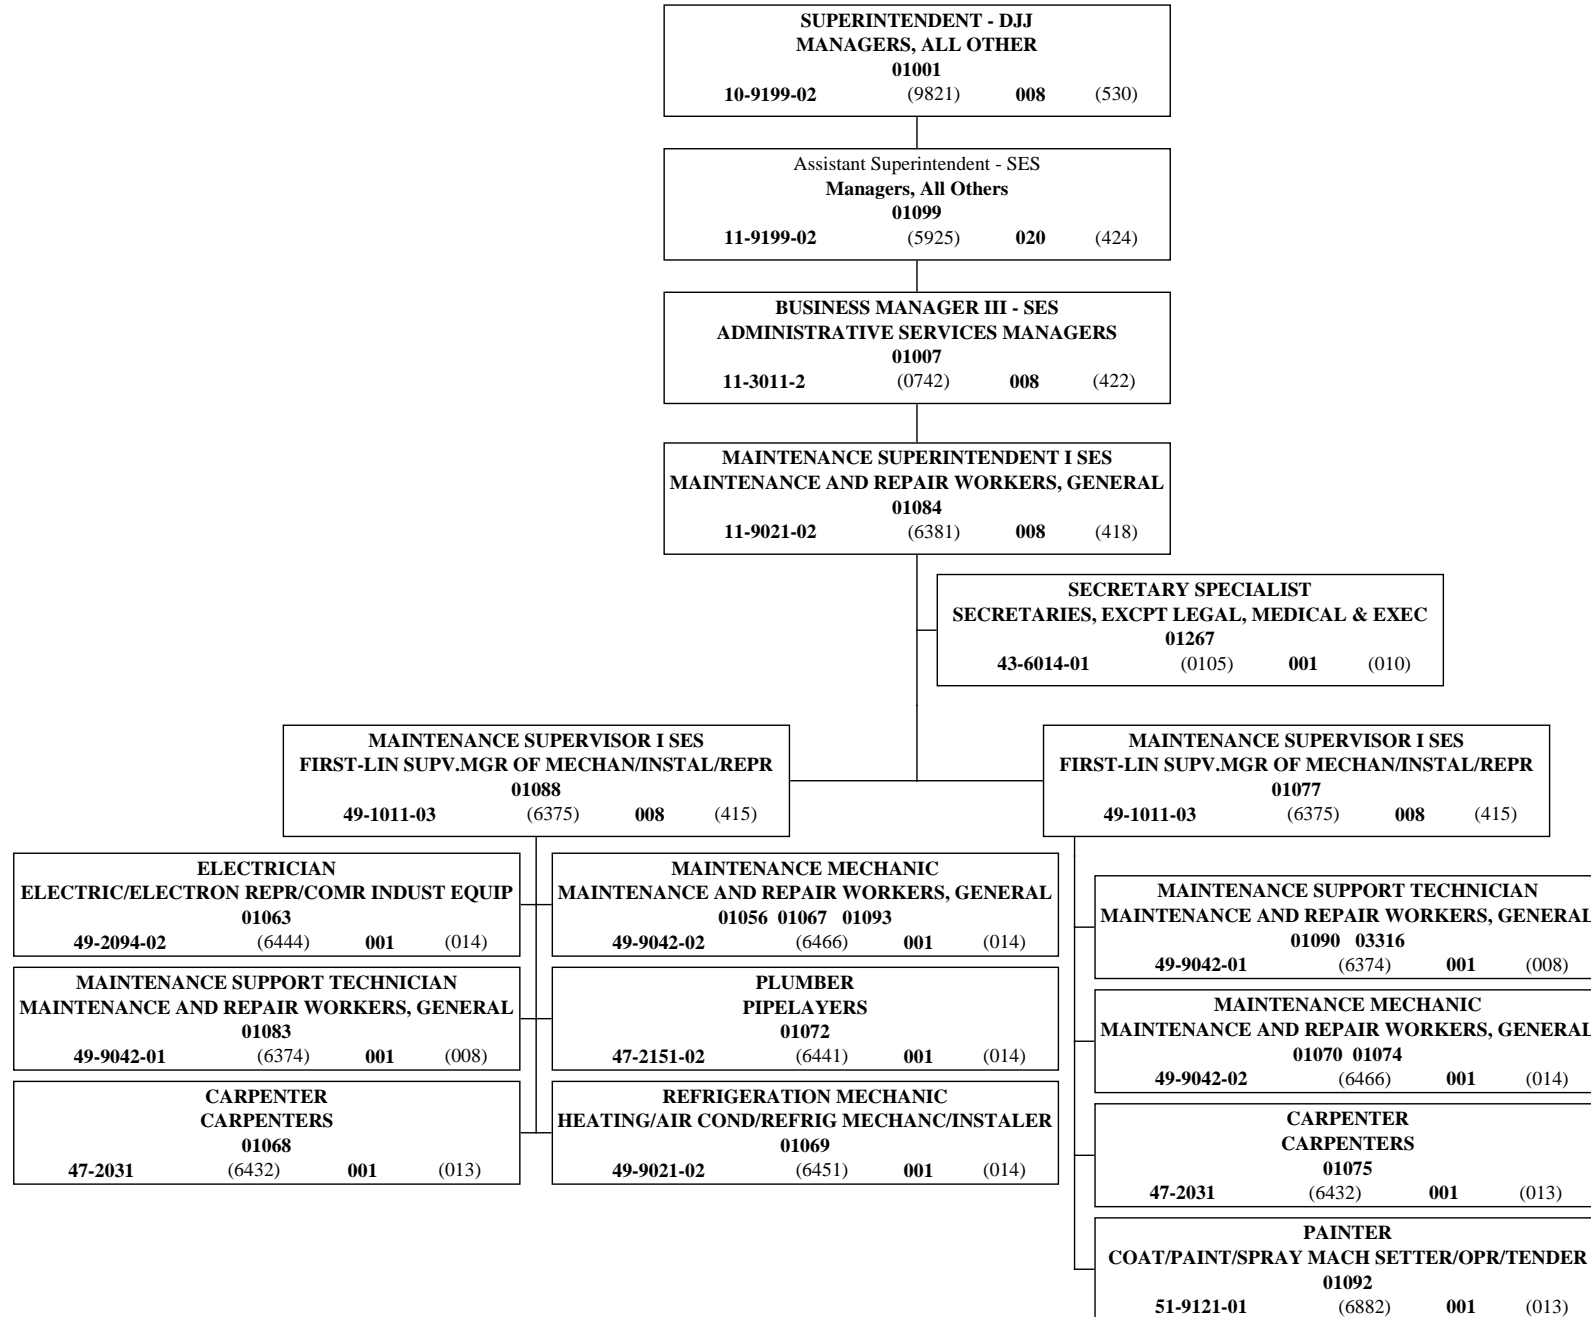 SUPERINTENDENT - DJJ
MANAGERS, ALL OTHER
01001
10-9199-02 (9821) 008 (530)
Assistant Superintendent - SES
Managers, All Others
01099
11-9199-02 (5925) 020 (424)
BUSINESS MANAGER III - SES
ADMINISTRATIVE SERVICES MANAGERS
01007
11-3011-2 (0742) 008 (422)
MAINTENANCE SUPERINTENDENT I SES
MAINTENANCE AND REPAIR WORKERS, GENERAL
01084
11-9021-02 (6381) 008 (418)
SECRETARY SPECIALIST
SECRETARIES, EXCPT LEGAL, MEDICAL & EXEC
01267
43-6014-01 (0105) 001 (010)
MAINTENANCE SUPERVISOR I SES
FIRST-LIN SUPV.MGR OF MECHAN/INSTAL/REPR
01088
49-1011-03 (6375) 008 (415)
MAINTENANCE SUPERVISOR I SES
FIRST-LIN SUPV.MGR OF MECHAN/INSTAL/REPR
01077
49-1011-03 (6375) 008 (415)
ELECTRICIAN
ELECTRIC/ELECTRON REPR/COMR INDUST EQUIP
01063
49-2094-02 (6444) 001 (014)
MAINTENANCE SUPPORT TECHNICIAN
MAINTENANCE AND REPAIR WORKERS, GENERAL
01083
49-9042-01 (6374) 001 (008)
CARPENTER
CARPENTERS
01068
47-2031 (6432) 001 (013)
MAINTENANCE MECHANIC
MAINTENANCE AND REPAIR WORKERS, GENERAL
01056 01067 01093
49-9042-02 (6466) 001 (014)
PLUMBER
PIPELAYERS
01072
47-2151-02 (6441) 001 (014)
REFRIGERATION MECHANIC
HEATING/AIR COND/REFRIG MECHANC/INSTALER
01069
49-9021-02 (6451) 001 (014)
MAINTENANCE SUPPORT TECHNICIAN
MAINTENANCE AND REPAIR WORKERS, GENERAL
01090 03316
49-9042-01 (6374) 001 (008)
MAINTENANCE MECHANIC
MAINTENANCE AND REPAIR WORKERS, GENERAL
01070 01074
49-9042-02 (6466) 001 (014)
CARPENTER
CARPENTERS
01075
47-2031 (6432) 001 (013)
PAINTER
COAT/PAINT/SPRAY MACH SETTER/OPR/TENDER
01092
51-9121-01 (6882) 001 (013)